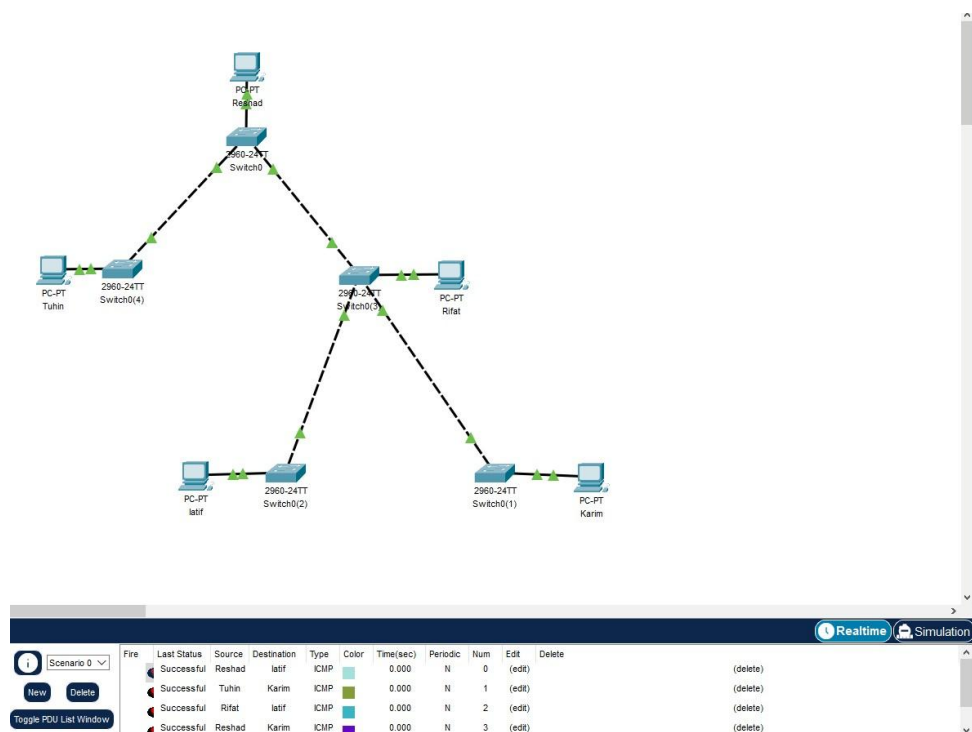 PC-PT
Reshad
2960-24TT
Switch0
PC-PT
Tuhin
2960-24TT
Switch0(4)
2960-24TT
Switch0(3)
PC-PT
Rifat
PC-PT
latif
2960-24TT
Switch0(2)
2960-24TT
Switch0(1)
PC-PT
Karim
Realtime Simulation
Scenario 0
New Delete
Toggle PDU List Window
Fire Last Status Source Destination Type Color Time(sec) Periodic Num Edit Delete
Successful Reshad latif ICMP 0.000 N 0 (edit) (delete)
Successful Tuhin Karim ICMP 0.000 N 1 (edit) (delete)
Successful Rifat latif ICMP 0.000 N 2 (edit) (delete)
Successful Reshad Karim ICMP 0.000 N 3 (edit) (delete)